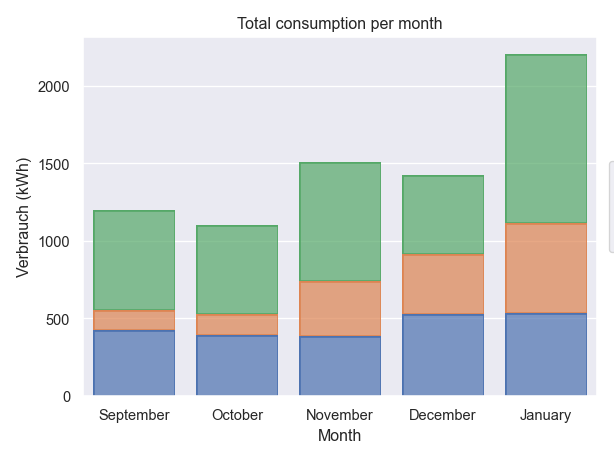 Total consumption per month
Verbrauch (kWh)
2000
1500
1000
500
0
September October November December January
Month